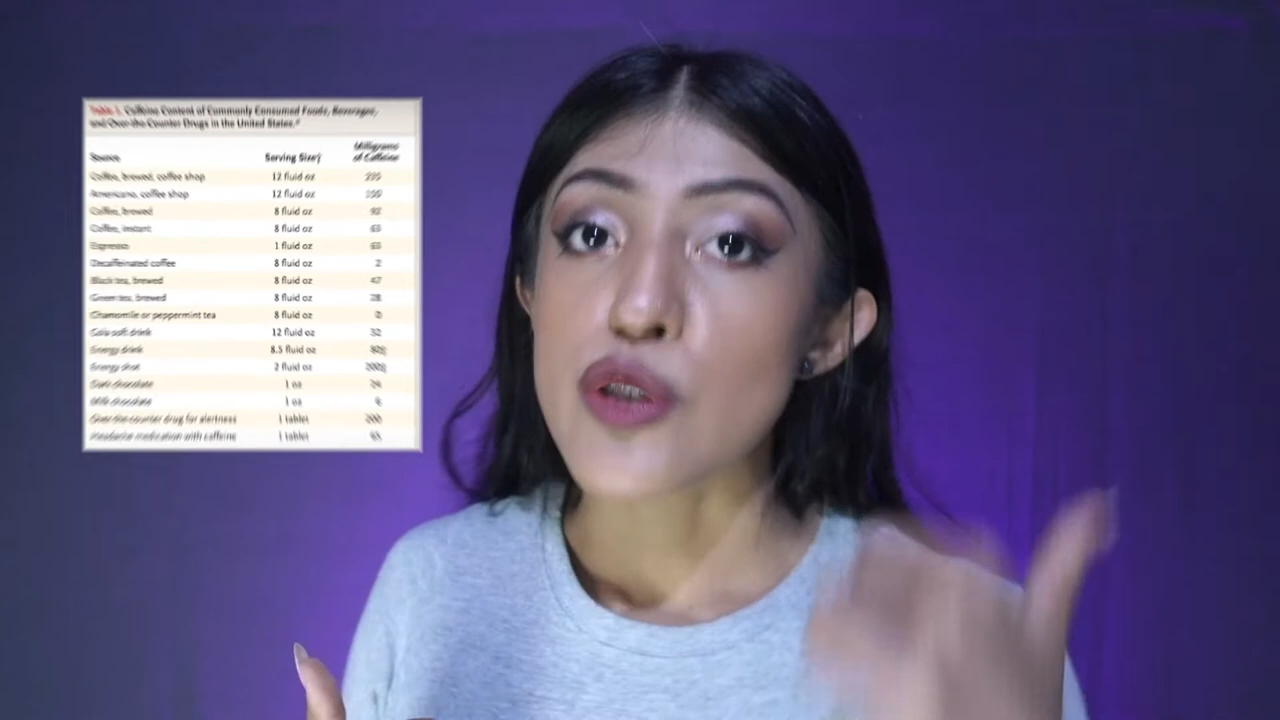 Table 1. Caffeine Content of Commonly Consumed Foods, Beverages,
and Over-the-Counter Drugs in the United States.*
Source Serving Size† Milligrams of Caffeine
Coffee, brewed, coffee shop 12 fluid oz 235
Americano, coffee shop 12 fluid oz 150
Coffee, brewed 8 fluid oz 92
Coffee, instant 8 fluid oz 63
Espresso 1 fluid oz 63
Decaffeinated coffee 8 fluid oz 2
Black tea, brewed 8 fluid oz 47
Green tea, brewed 8 fluid oz 28
Chamomile or peppermint tea 8 fluid oz 0
Cola soft drink 12 fluid oz 32
Energy drink 8.5 fluid oz 80
Energy shot 2 fluid oz 200
Dark chocolate 1 oz 24
Milk chocolate 1 oz 6
Over-the-counter drug for alertness 1 tablet 200
Headache medication with caffeine 1 tablet 65